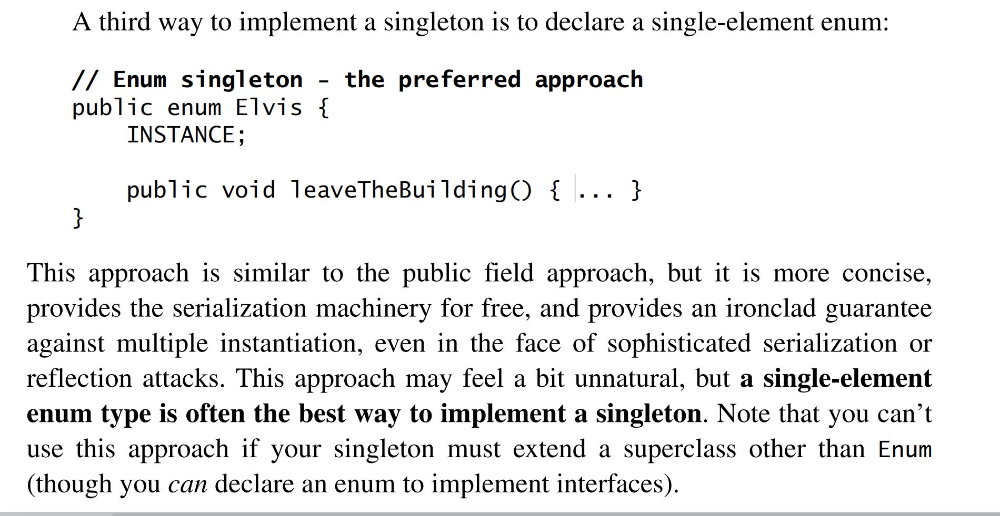 A third way to implement a singleton is to declare a single-element enum:
// Enum singleton - the preferred approach
public enum Elvis {
    INSTANCE;
    public void leaveTheBuilding() { ... }
}
This approach is similar to the public field approach, but it is more concise,
provides the serialization machinery for free, and provides an ironclad guarantee
against multiple instantiation, even in the face of sophisticated serialization or
reflection attacks. This approach may feel a bit unnatural, but a single-element
enum type is often the best way to implement a singleton. Note that you can’t
use this approach if your singleton must extend a superclass other than Enum
(though you can declare an enum to implement interfaces).